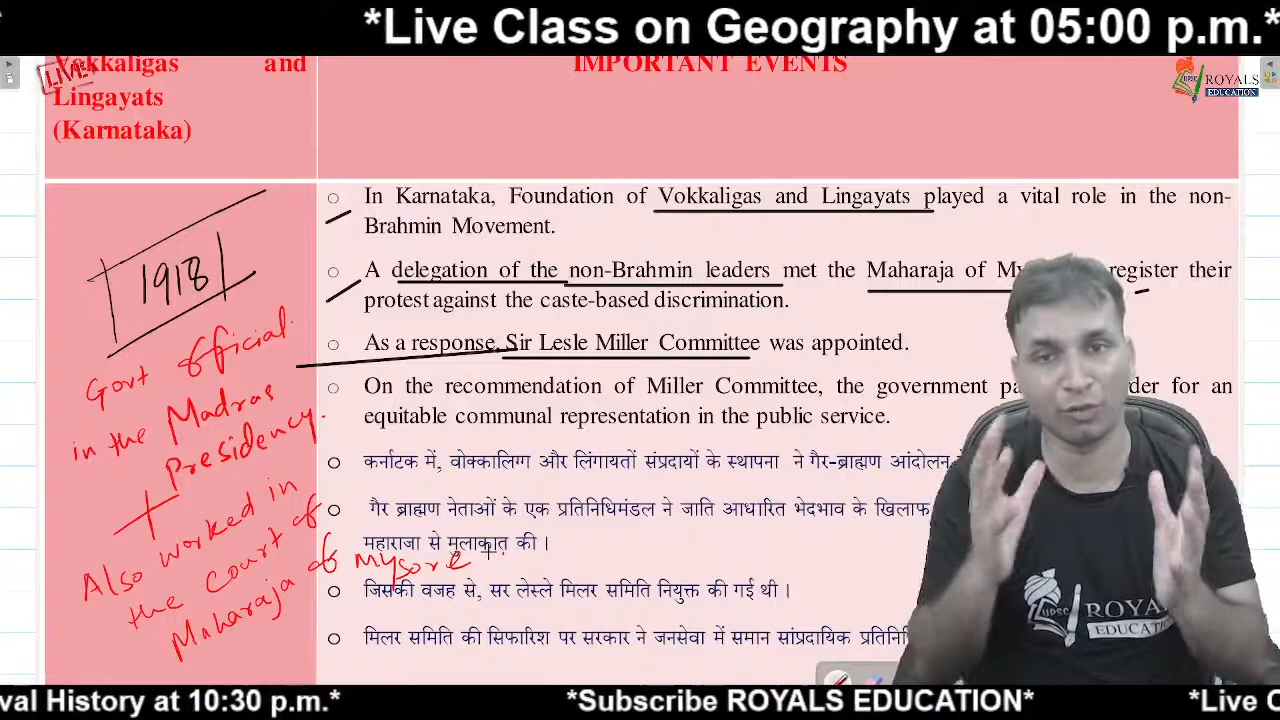 *Live Class on Geography at 05:00 p.m.*
Vokkaligas and
Lingayats
(Karnataka)
LIVE
IMPORTANT EVENTS
UPSC ROYALS
EDUCATION
1918
Govt official
in the Madras
Presidency.
+
Also worked in
the court of
Maharaja of Mysore.
In Karnataka, Foundation of Vokkaligas and Lingayats played a vital role in the non-
Brahmin Movement.
A delegation of the non-Brahmin leaders met the Maharaja of register their
protest against the caste-based discrimination.
As a response, Sir Lesle Miller Committee was appointed.
On the recommendation of Miller Committee, the government for an
equitable communal representation in the public service.
कर्नाटक में, वोक्कालिग्ग और लिंगायतों संप्रदायों के स्थापना ने गैर-ब्राह्मण आंदोलन
गैर ब्राह्मण नेताओं के एक प्रतिनिधिमंडल ने जाति आधारित भेदभाव के खिलाफ
महाराजा से मुलाकात की।
जिसकी वजह से, सर लेस्ले मिलर समिति नियुक्त की गई थी।
मिलर समिति की सिफारिश पर सरकार ने जनसेवा में समान सांप्रदायिक
UPSC ROYALS
EDUCATION
val History at 10:30 p.m.* *Subscribe ROYALS EDUCATION* *Live